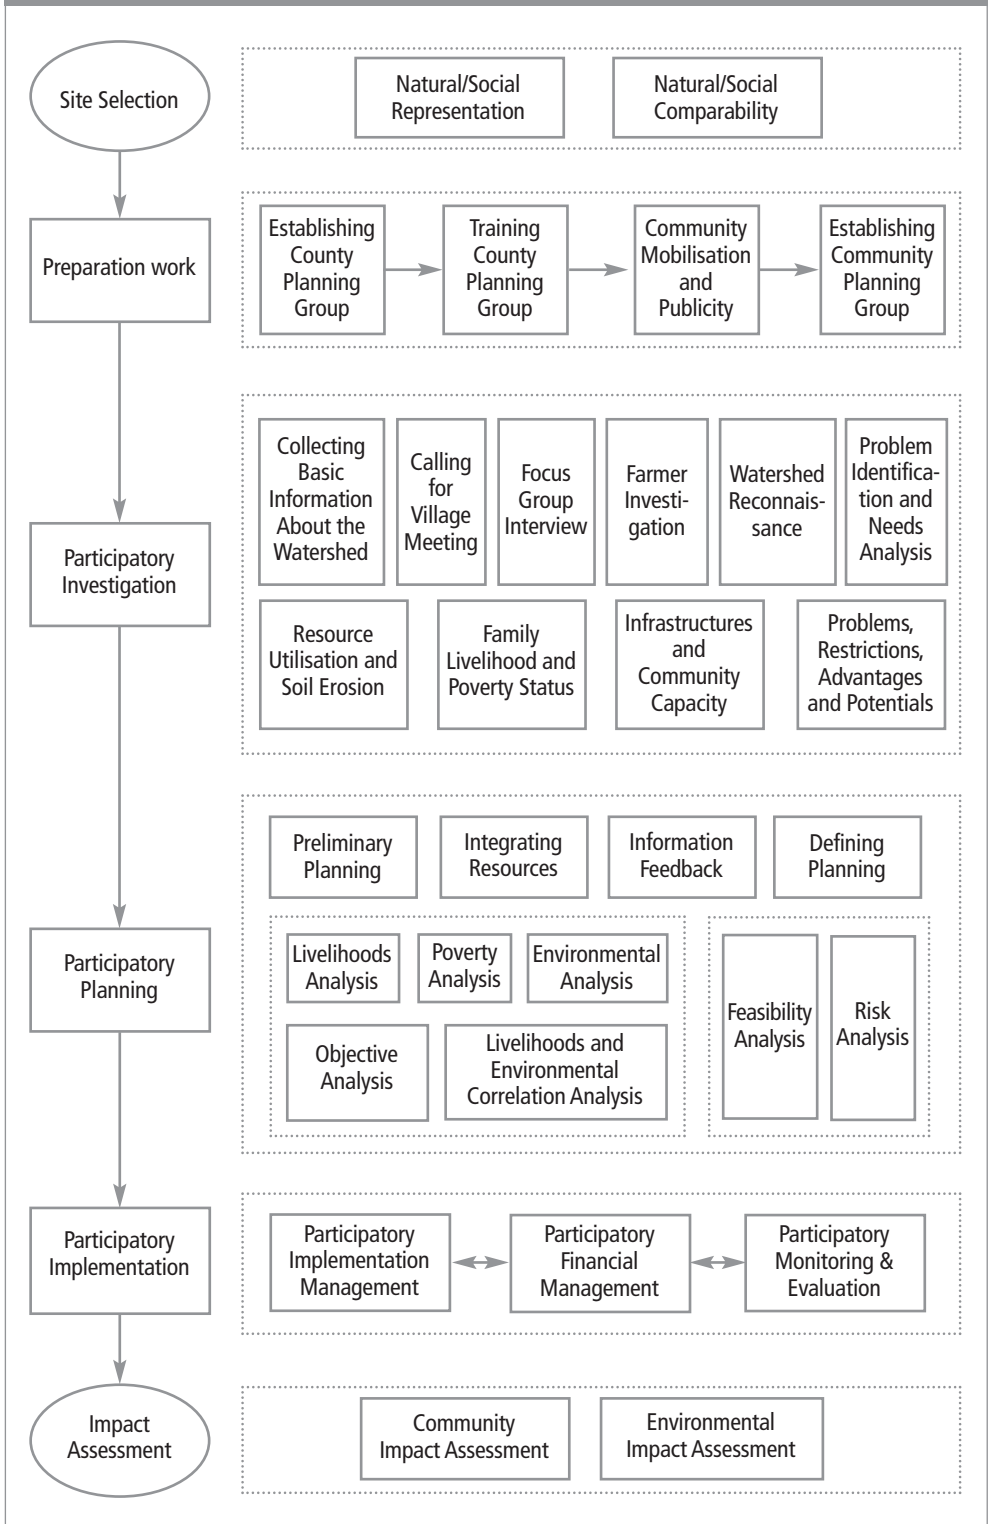 Site Selection
Natural/Social
Representation
Natural/Social
Comparability
Preparation work
Establishing
County
Planning
Group
Training
County
Planning
Group
Community
Mobilisation
and
Publicity
Establishing
Community
Planning
Group
Participatory
Investigation
Collecting
Basic
Information
About the
Watershed
Calling
for
Village
Meeting
Focus
Group
Interview
Farmer
Investi-
gation
Watershed
Reconnais-
sance
Problem
Identifica-
tion and
Needs
Analysis
Resource
Utilisation and
Soil Erosion
Family
Livelihood and
Poverty Status
Infrastructures
and
Community
Capacity
Problems,
Restrictions,
Advantages
and Potentials
Participatory
Planning
Preliminary
Planning
Integrating
Resources
Information
Feedback
Defining
Planning
Livelihoods
Analysis
Poverty
Analysis
Environmental
Analysis
Objective
Analysis
Livelihoods and
Environmental
Correlation Analysis
Feasibility
Analysis
Risk
Analysis
Participatory
Implementation
Participatory
Implementation
Management
Participatory
Financial
Management
Participatory
Monitoring &
Evaluation
Impact
Assessment
Community
Impact Assessment
Environmental
Impact Assessment